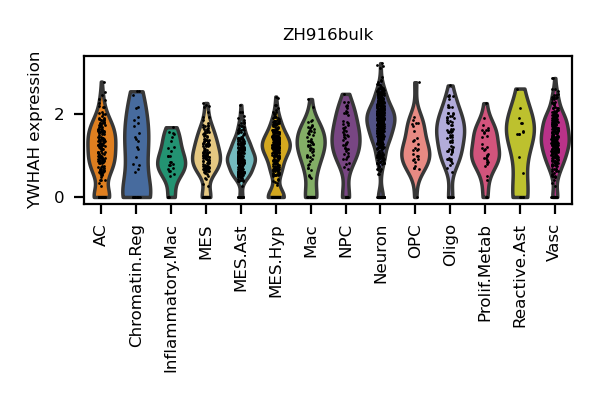 ZH916bulk
YWHAH expression
2
0
AC
Chromatin.Reg
Inflammatory.Mac
MES
MES.Ast
MES.Hyp
Mac
NPC
Neuron
OPC
Oligo
Prolif.Metab
Reactive.Ast
Vasc